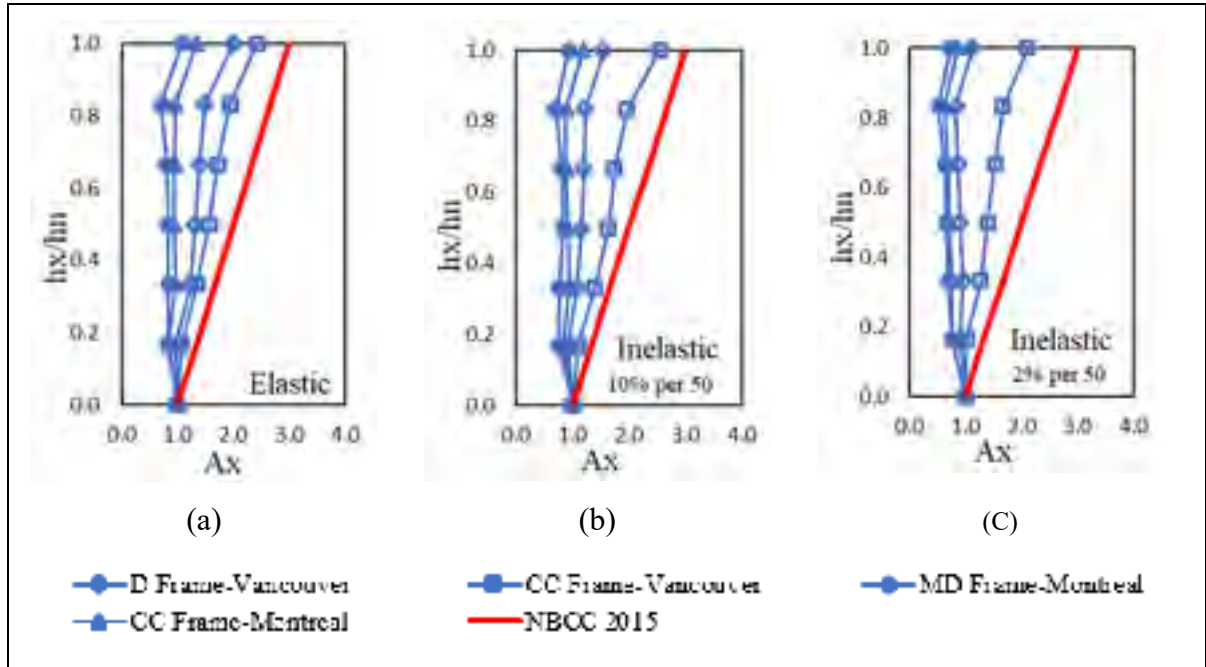 1.0
0.8
0.6
0.4
0.2
0.0
hx/hn
Elastic
0.0 1.0 2.0 3.0 4.0
Ax
(a)
1.0
0.8
0.6
0.4
0.2
0.0
hx/hn
Inelastic
10% per 50
0.0 1.0 2.0 3.0 4.0
Ax
(b)
1.0
0.8
0.6
0.4
0.2
0.0
hx/hn
Inelastic
2% per 50
0.0 1.0 2.0 3.0 4.0
Ax
(C)
D Frame-Vancouver
CC Frame-Vancouver
MD Frame-Montreal
CC Frame-Montreal
NBCC 2015